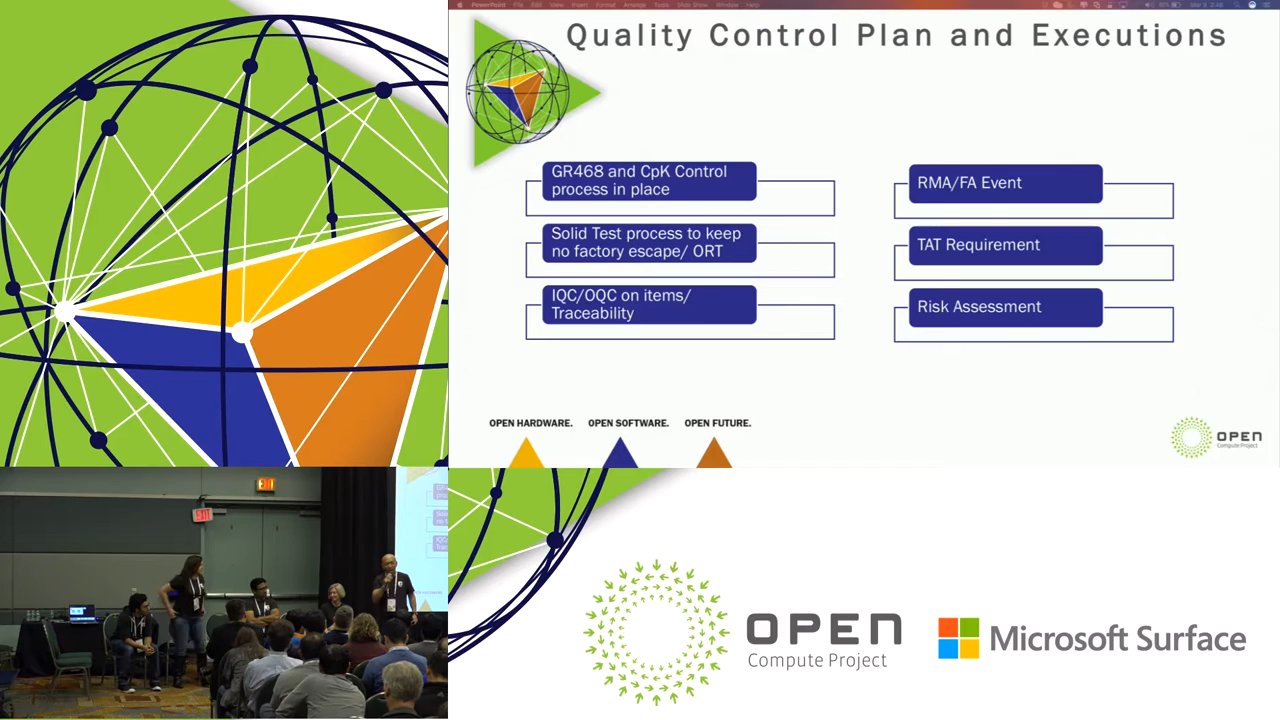 Quality Control Plan and Executions
GR468 and CpK Control
process in place
Solid Test process to keep
no factory escape/ ORT
IQC/OQC on items/
Traceability
RMA/FA Event
TAT Requirement
Risk Assessment
OPEN HARDWARE. OPEN SOFTWARE. OPEN FUTURE.
OPEN
Compute Project
OPEN
Compute Project
Microsoft Surface